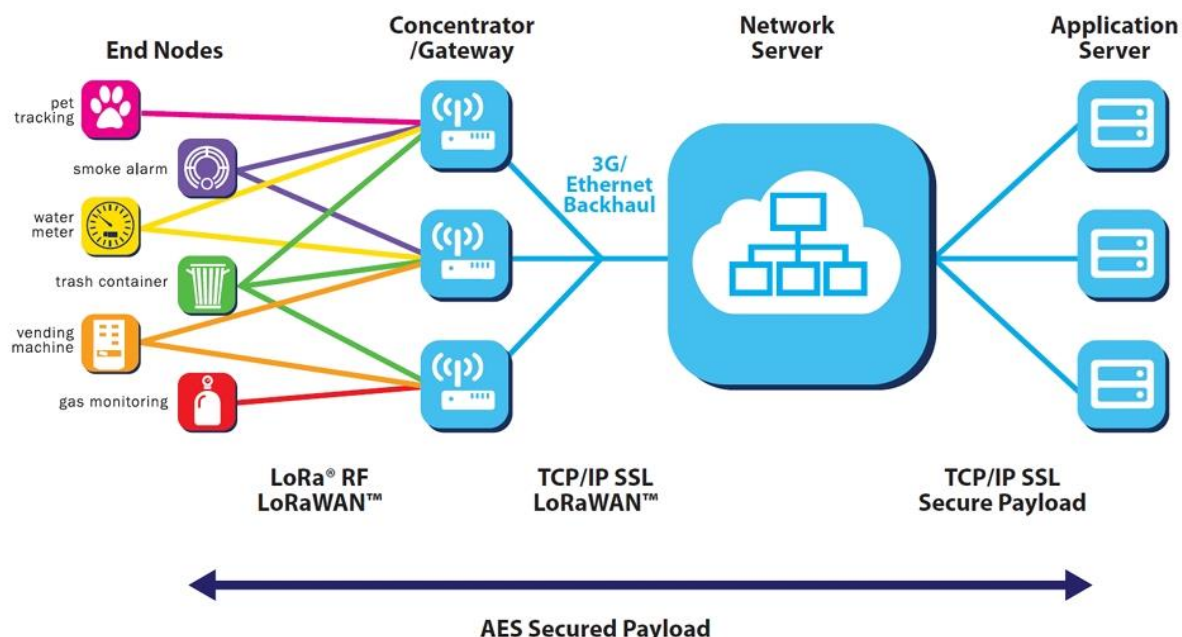 End Nodes
Concentrator
/Gateway
Network
Server
Application
Server
pet
tracking
smoke alarm
water
meter
trash container
vending
machine
gas monitoring
3G/
Ethernet
Backhaul
LoRa® RF
LoRaWAN™
TCP/IP SSL
LoRaWAN™
TCP/IP SSL
Secure Payload
AES Secured Payload